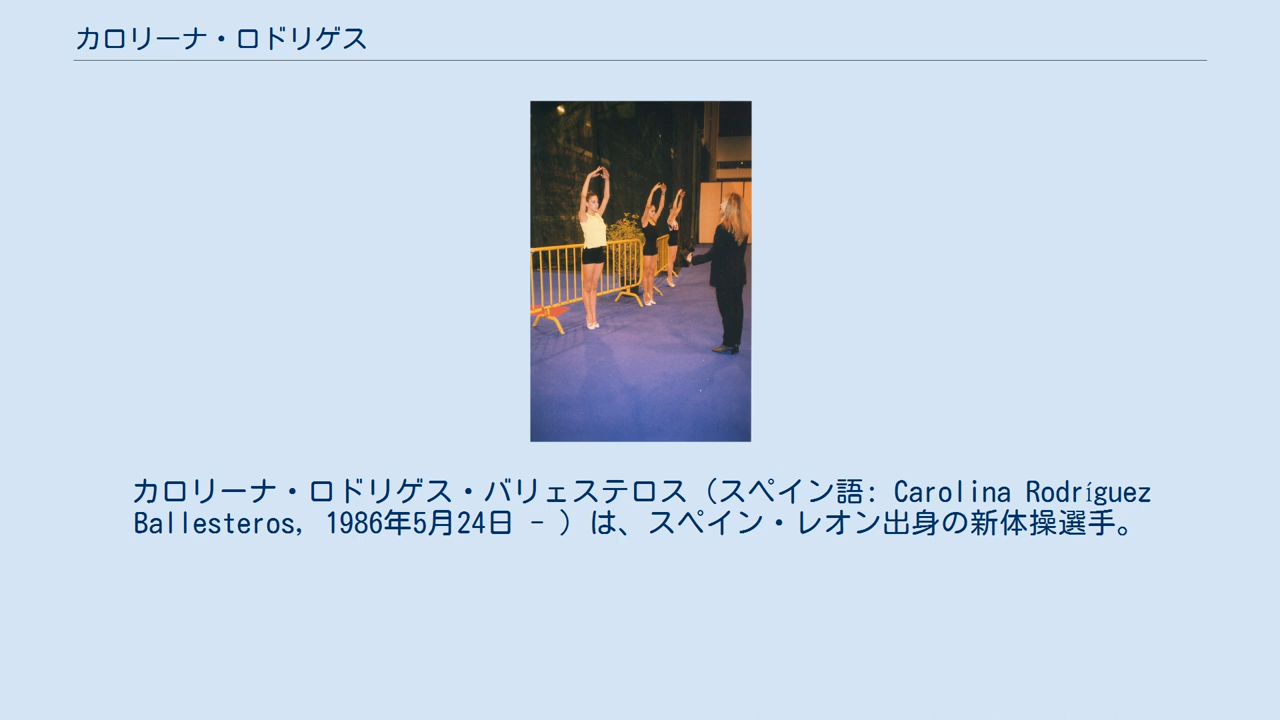 カロリーナ・ロドリゲス
カロリーナ・ロドリゲス・バリェステロス（スペイン語: Carolina Rodríguez
Ballesteros, 1986年5月24日 - ）は、スペイン・レオン出身の新体操選手。